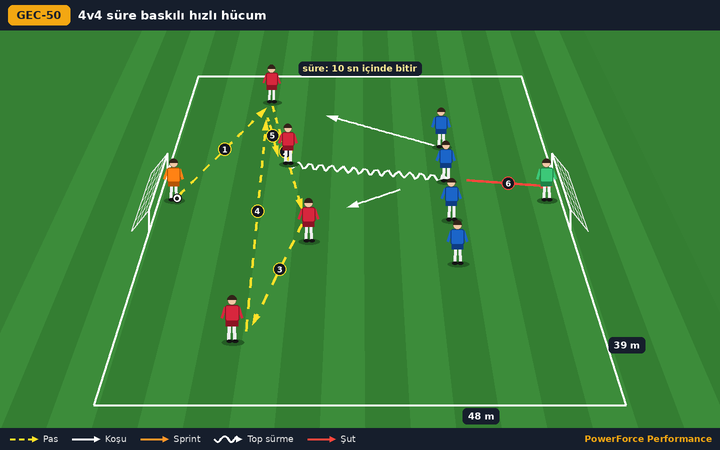 GEC-50 4v4 süre baskılı hızlı hücum
süre: 10 sn içinde bitir
1
5
4
3
6
39 m
48 m
Pas Koşu Sprint Top sürme Şut PowerForce Performance